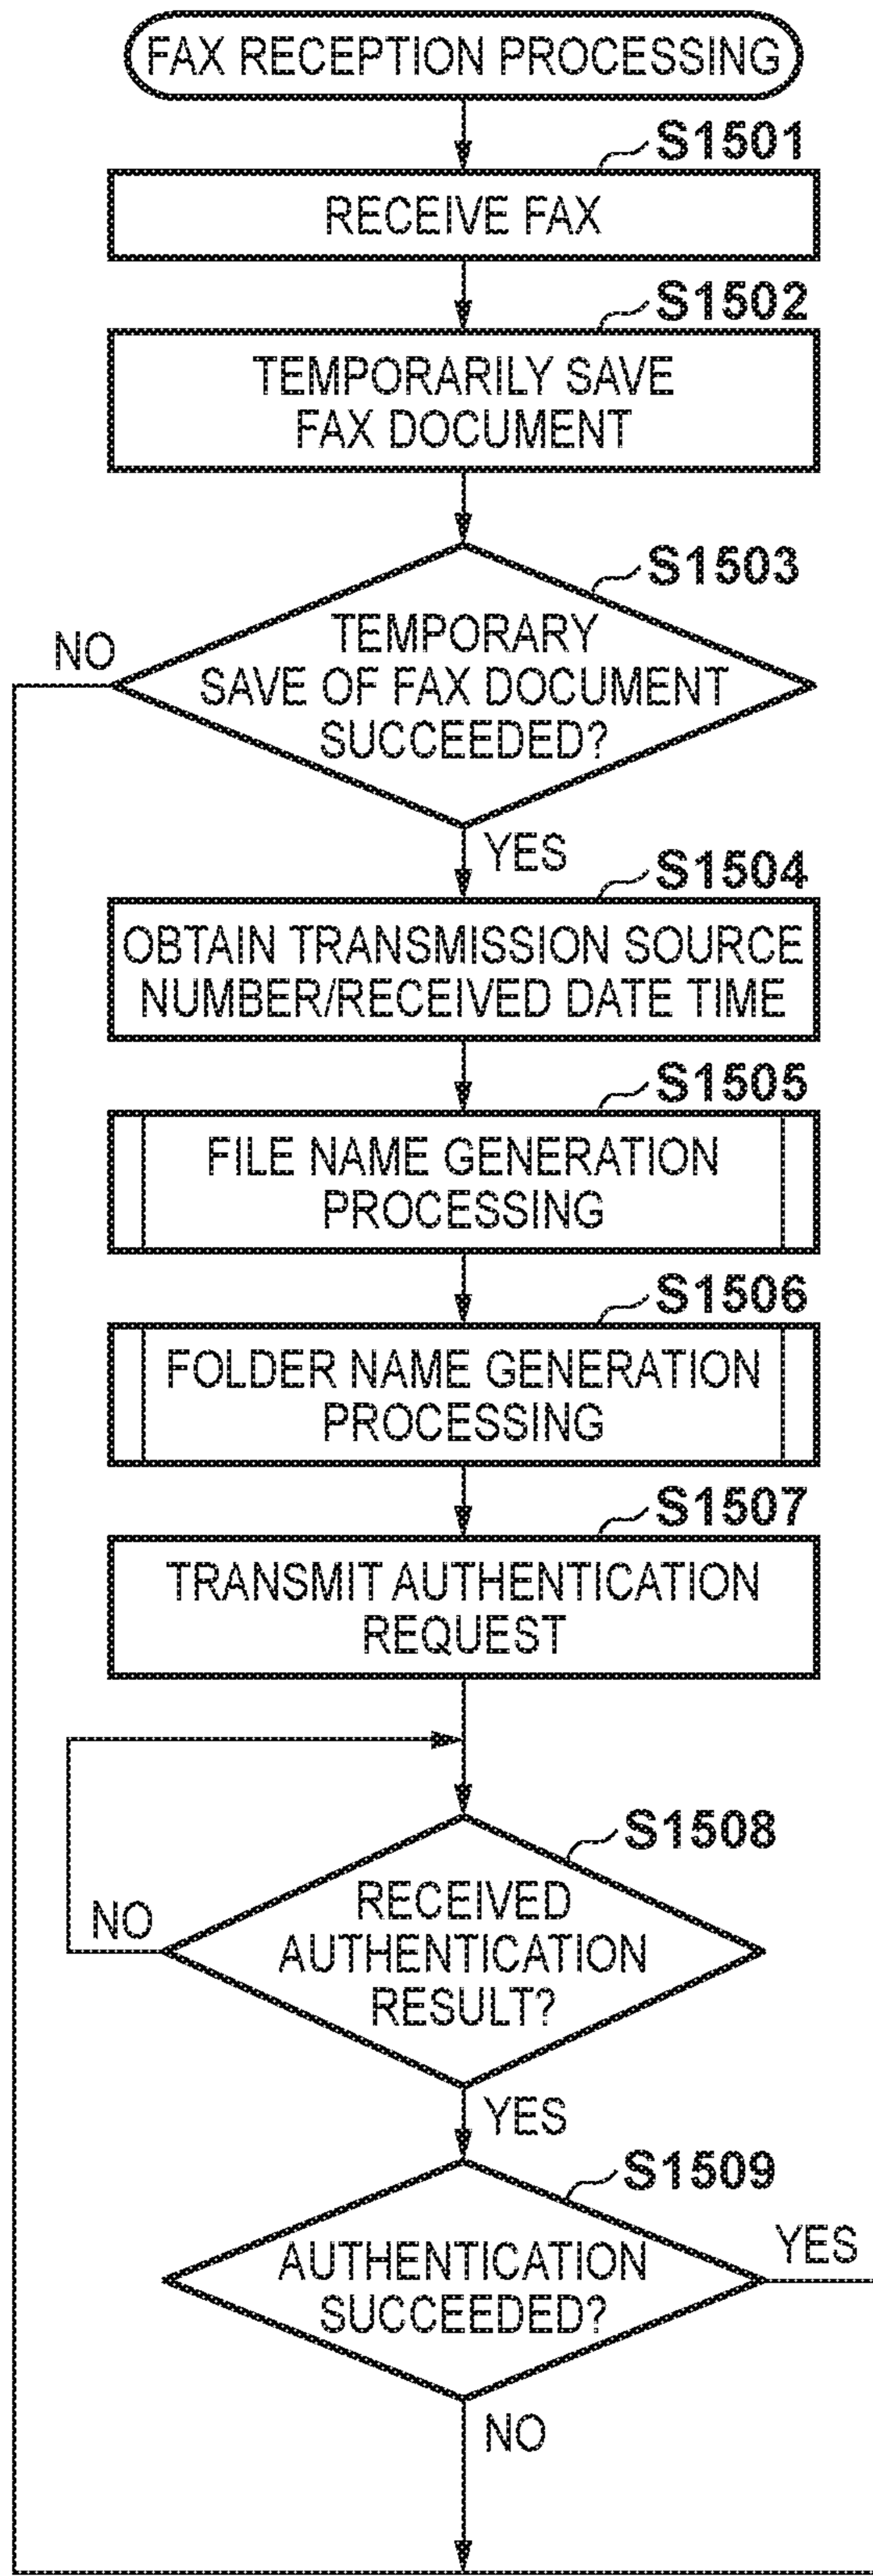 FAX RECEPTION PROCESSING
S1501
RECEIVE FAX
S1502
TEMPORARILY SAVE
FAX DOCUMENT
S1503
NO
TEMPORARY
SAVE OF FAX DOCUMENT
SUCCEEDED?
YES
S1504
OBTAIN TRANSMISSION SOURCE
NUMBER/RECEIVED DATE TIME
S1505
FILE NAME GENERATION
PROCESSING
S1506
FOLDER NAME GENERATION
PROCESSING
S1507
TRANSMIT AUTHENTICATION
REQUEST
S1508
NO
RECEIVED
AUTHENTICATION
RESULT?
YES
S1509
YES
AUTHENTICATION
SUCCEEDED?
NO